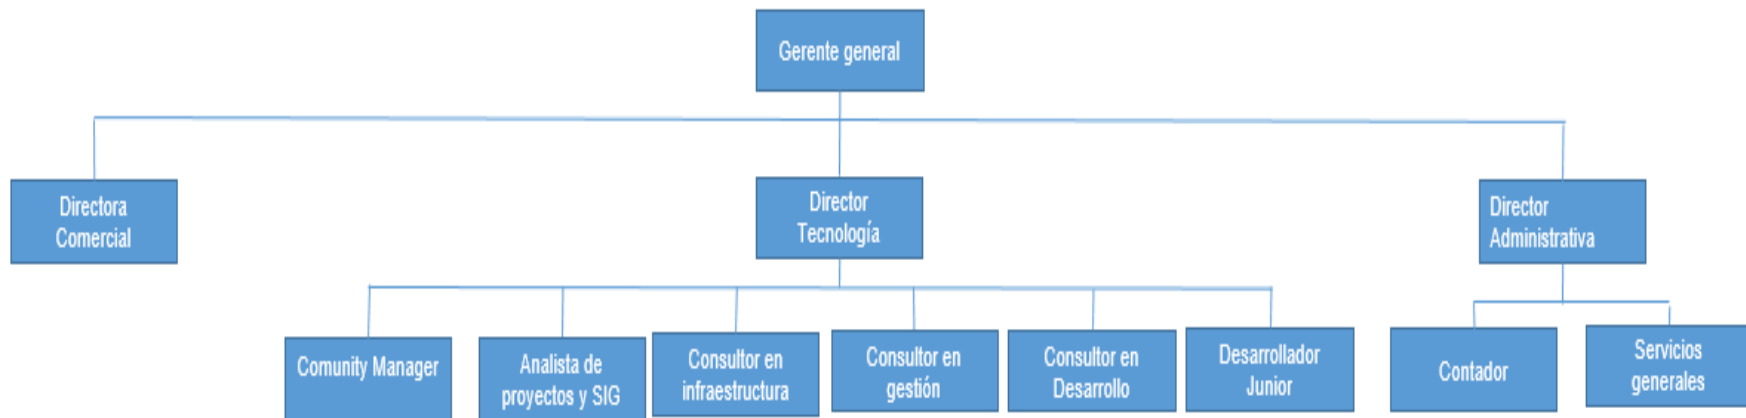 Gerente general
Directora
Comercial
Director
Tecnología
Director
Administrativa
Comunity Manager
Analista de
proyectos y SIG
Consultor en
infraestructura
Consultor en
gestión
Consultor en
Desarrollo
Desarrollador
Junior
Contador
Servicios
generales